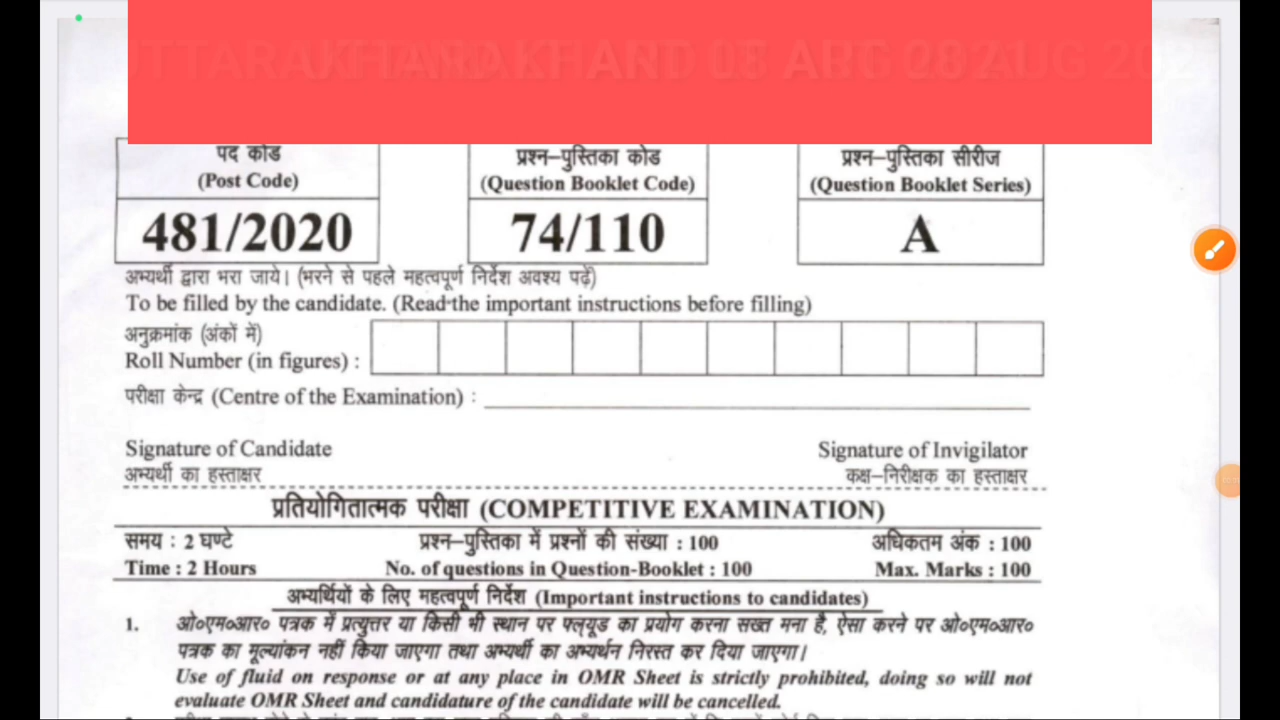 पद कोड
(Post Code)
481/2020
प्रश्न–पुस्तिका कोड
(Question Booklet Code)
74/110
प्रश्न–पुस्तिका सीरीज
(Question Booklet Series)
A
अभ्यर्थी द्वारा भरा जाये। (भरने से पहले महत्वपूर्ण निर्देश अवश्य पढ़ें)
To be filled by the candidate. (Read the important instructions before filling)
अनुक्रमांक (अंकों में)
Roll Number (in figures) :
परीक्षा केन्द्र (Centre of the Examination) :
Signature of Candidate
अभ्यर्थी का हस्ताक्षर
Signature of Invigilator
कक्ष–निरीक्षक का हस्ताक्षर
प्रतियोगितात्मक परीक्षा (COMPETITIVE EXAMINATION)
समय : 2 घण्टे प्रश्न–पुस्तिका में प्रश्नों की संख्या : 100 अधिकतम अंक : 100
Time : 2 Hours No. of questions in Question-Booklet : 100 Max. Marks : 100
अभ्यर्थियों के लिए महत्वपूर्ण निर्देश (Important instructions to candidates)
1. ओ०एम०आर० पत्रक में प्रत्युत्तर या किसी भी स्थान पर फ्लूयूड का प्रयोग करना सख्त मना है, ऐसा करने पर ओ०एम०आर०
पत्रक का मूल्यांकन नहीं किया जाएगा तथा अभ्यर्थी का अभ्यर्थन निरस्त कर दिया जाएगा।
Use of fluid on response or at any place in OMR Sheet is strictly prohibited, doing so will not
evaluate OMR Sheet and candidature of the candidate will be cancelled.